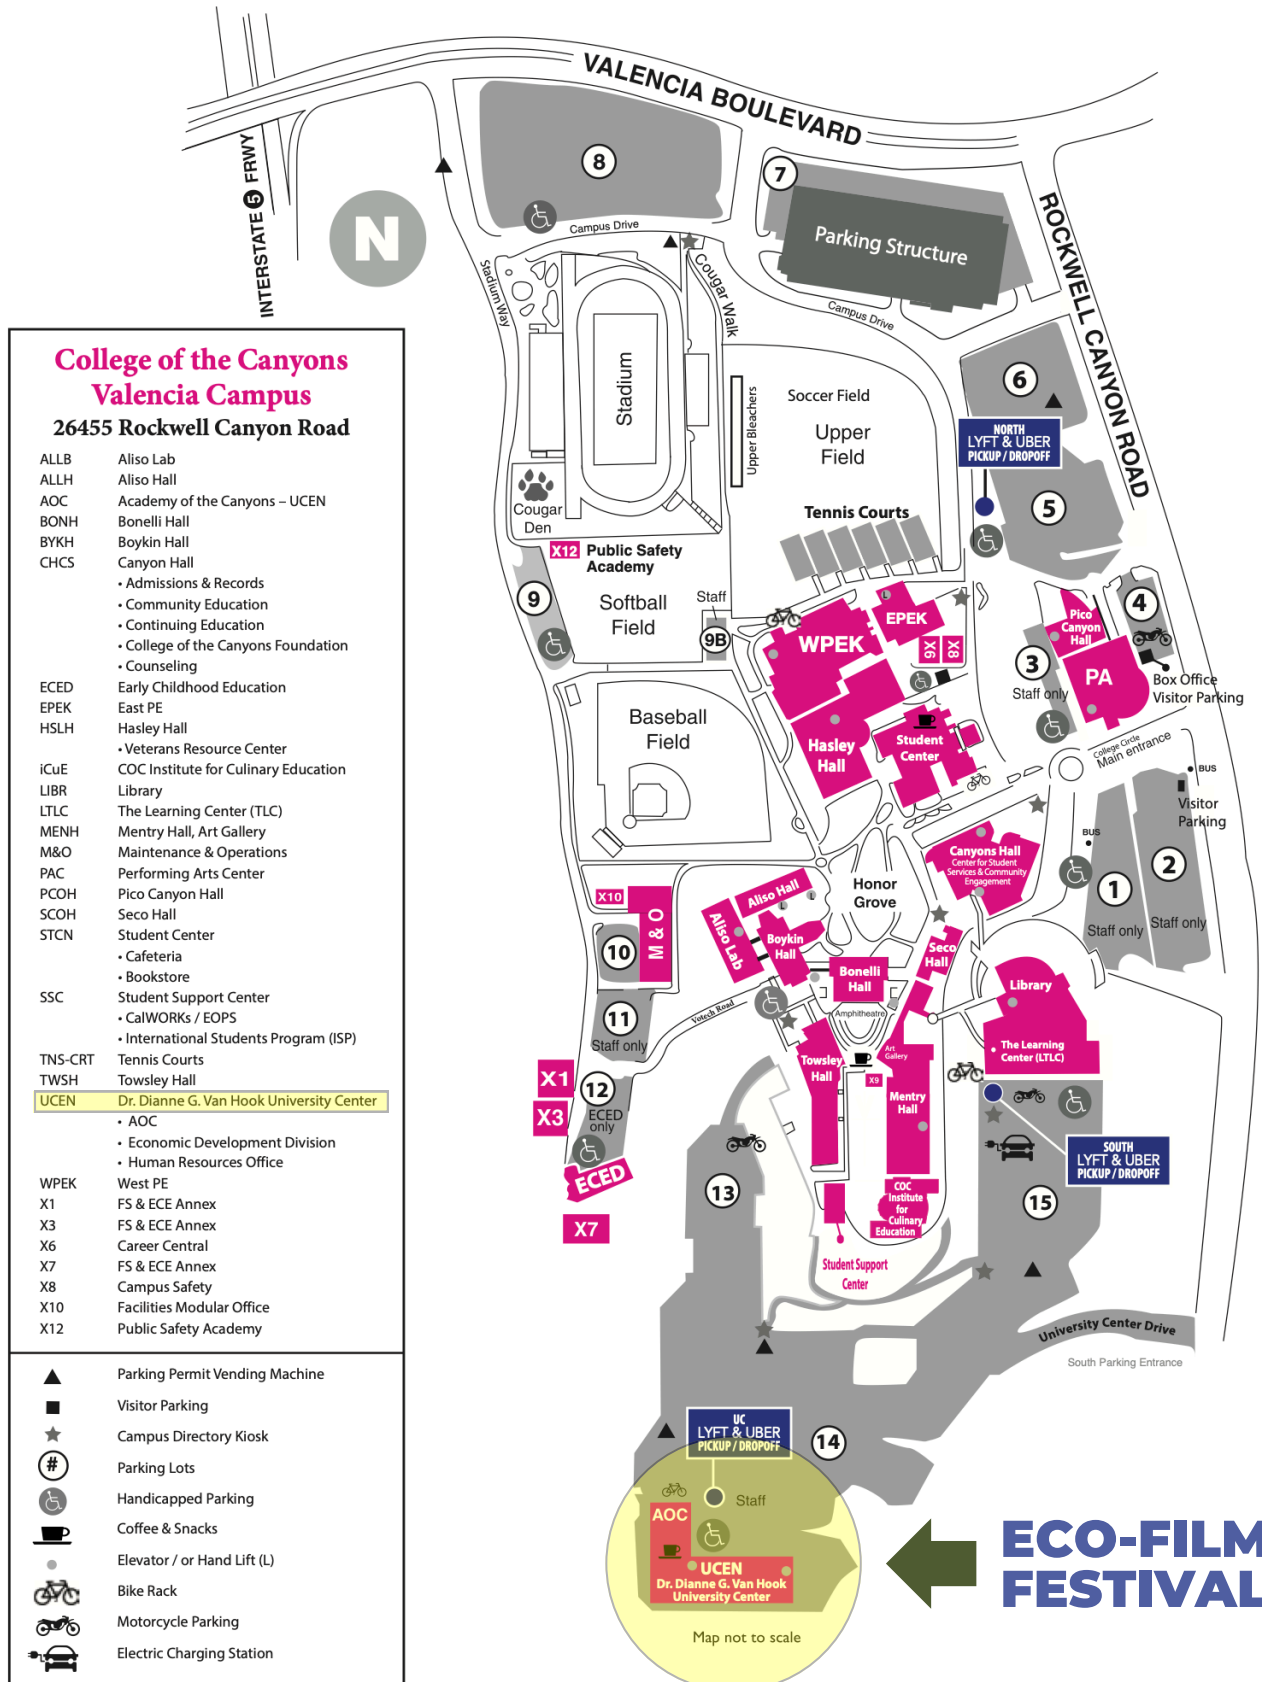 VALENCIA BOULEVARD
INTERSTATE 5 FRWY
N
ROCKWELL CANYON ROAD
8
7
Parking Structure
Campus Drive
Stadium Way
Cougar Walk
Campus Drive
Stadium
Upper Bleachers
Soccer Field
Upper
Field
6
NORTH
LYFT & UBER
PICKUP / DROPOFF
5
Cougar
Den
Tennis Courts
X12 Public Safety
Academy
9
Softball
Field
Staff
9B
L
EPEK
WPEK
X6
X8
Pico
Canyon
Hall
4
3
Staff only
PA
Box Office
Visitor Parking
Baseball
Field
Hasley
Hall
Student
Center
College Circle
Main entrance
BUS
Visitor
Parking
BUS
Canyons Hall
Center for Student
Services & Community
Engagement
1
Staff only
2
Staff only
Honor
Grove
X10
M & O
10
Aliso Hall
L
L
Aliso Lab
Boykin
Hall
Bonelli
Hall
Seco
Hall
Library
The Learning
Center (LTLC)
11
Staff only
Votech Road
Amphitheatre
Towsley
Hall
Art
Gallery
X9
Mentry
Hall
X1
X3
12
ECED
only
ECED
X7
13
COC
Institute
for
Culinary
Education
Student Support
Center
SOUTH
LYFT & UBER
PICKUP / DROPOFF
15
University Center Drive
South Parking Entrance
UC
LYFT & UBER
PICKUP / DROPOFF
14
Staff
AOC
UCEN
Dr. Dianne G. Van Hook
University Center
Map not to scale
ECO-FILM
FESTIVAL
College of the Canyons
Valencia Campus
26455 Rockwell Canyon Road
ALLB Aliso Lab
ALLH Aliso Hall
AOC Academy of the Canyons – UCEN
BONH Bonelli Hall
BYKH Boykin Hall
CHCS Canyon Hall
• Admissions & Records
• Community Education
• Continuing Education
• College of the Canyons Foundation
• Counseling
ECED Early Childhood Education
EPEK East PE
HSLH Hasley Hall
• Veterans Resource Center
iCuE COC Institute for Culinary Education
LIBR Library
LTLC The Learning Center (TLC)
MENH Mentry Hall, Art Gallery
M&O Maintenance & Operations
PAC Performing Arts Center
PCOH Pico Canyon Hall
SCOH Seco Hall
STCN Student Center
• Cafeteria
• Bookstore
SSC Student Support Center
• CalWORKs / EOPS
• International Students Program (ISP)
TNS-CRT Tennis Courts
TWSH Towsley Hall
UCEN Dr. Dianne G. Van Hook University Center
• AOC
• Economic Development Division
• Human Resources Office
WPEK West PE
X1 FS & ECE Annex
X3 FS & ECE Annex
X6 Career Central
X7 FS & ECE Annex
X8 Campus Safety
X10 Facilities Modular Office
X12 Public Safety Academy
Parking Permit Vending Machine
Visitor Parking
Campus Directory Kiosk
# Parking Lots
Handicapped Parking
Coffee & Snacks
Elevator / or Hand Lift (L)
Bike Rack
Motorcycle Parking
Electric Charging Station